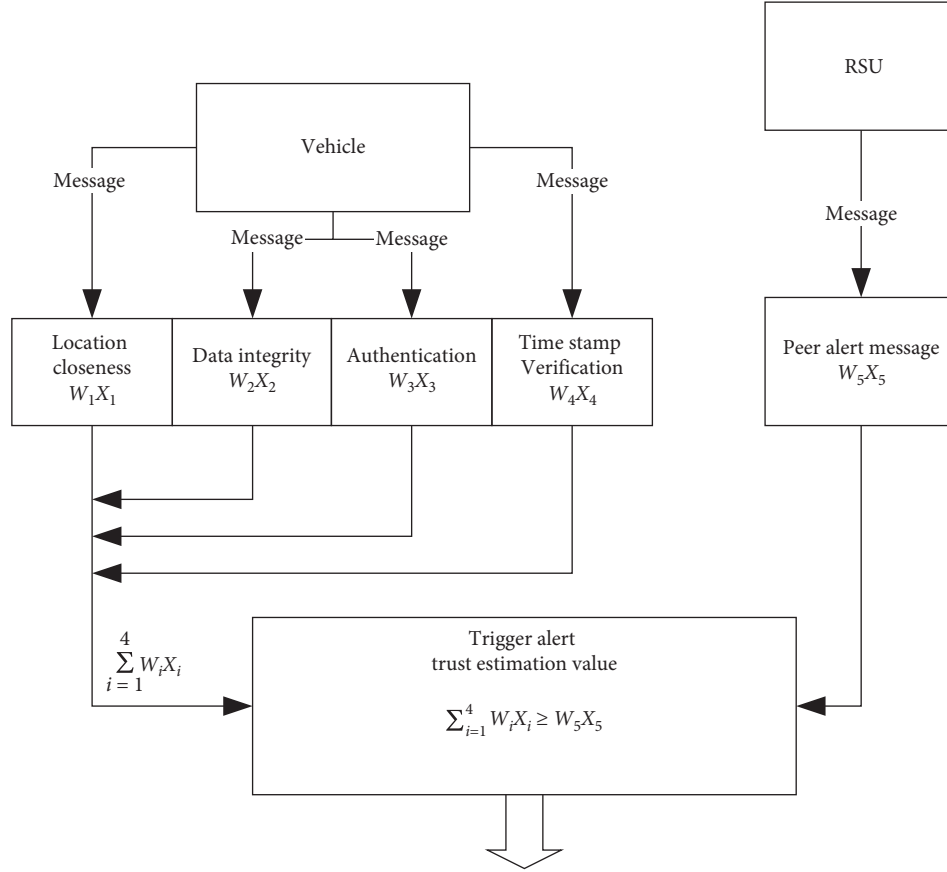 RSU
Vehicle
Message
Message
Message
Message
Message
Location
closeness
W₁X₁
Data integrity
W₂X₂
Authentication
W₃X₃
Time stamp
Verification
W₄X₄
Peer alert message
W₅X₅
4
∑ WᵢXᵢ
i = 1
Trigger alert
trust estimation value
∑⁴ᵢ₌₁ WᵢXᵢ ≥ W₅X₅